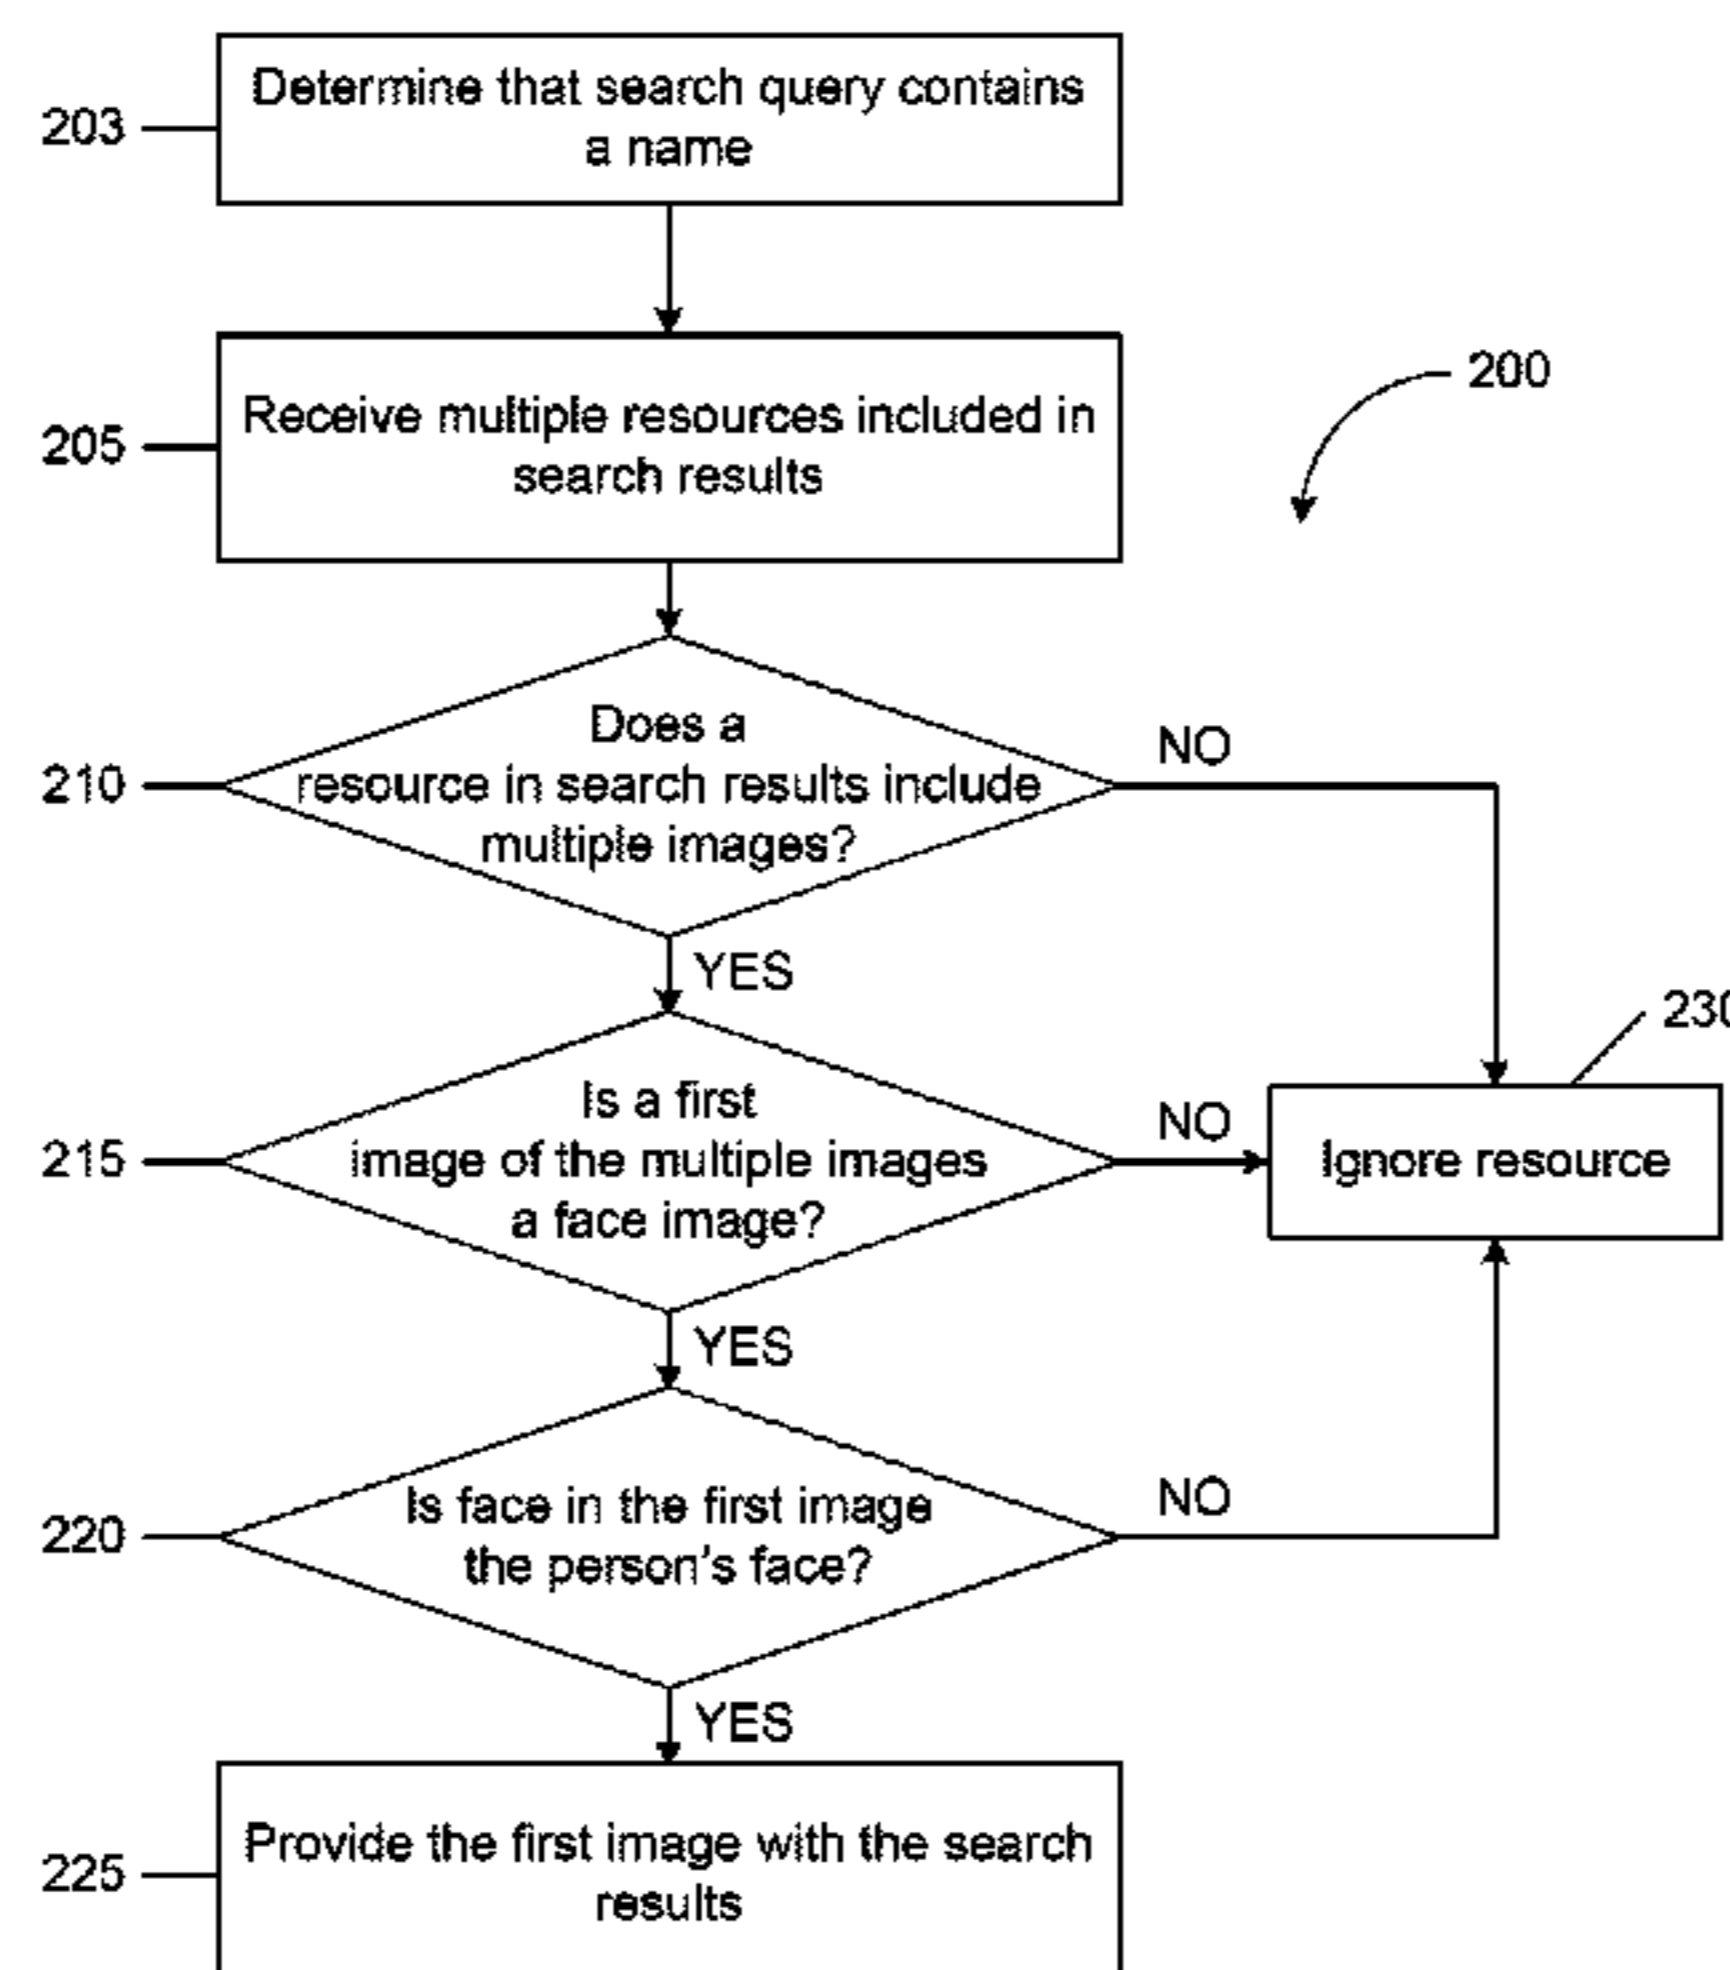 203
Determine that search query contains
a name
200
205
Receive multiple resources included in
search results
210
Does a
resource in search results include
multiple images?
NO
YES
230
215
Is a first
image of the multiple images
a face image?
NO
Ignore resource
YES
220
Is face in the first image
the person's face?
NO
YES
225
Provide the first image with the search
results